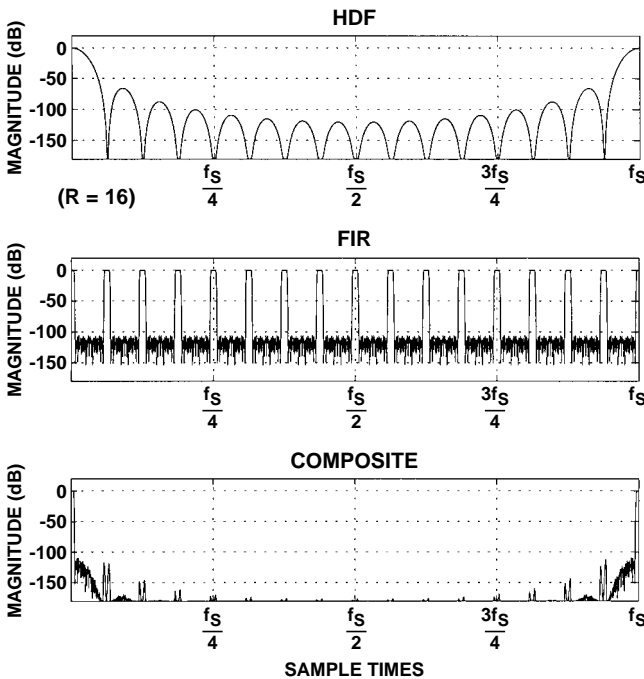 HDF
MAGNITUDE (dB)
0
-50
-100
-150
fS/4
fS/2
3fS/4
fS
(R = 16)
FIR
MAGNITUDE (dB)
0
-50
-100
-150
fS/4
fS/2
3fS/4
fS
COMPOSITE
MAGNITUDE (dB)
0
-50
-100
-150
fS/4
fS/2
3fS/4
fS
SAMPLE TIMES